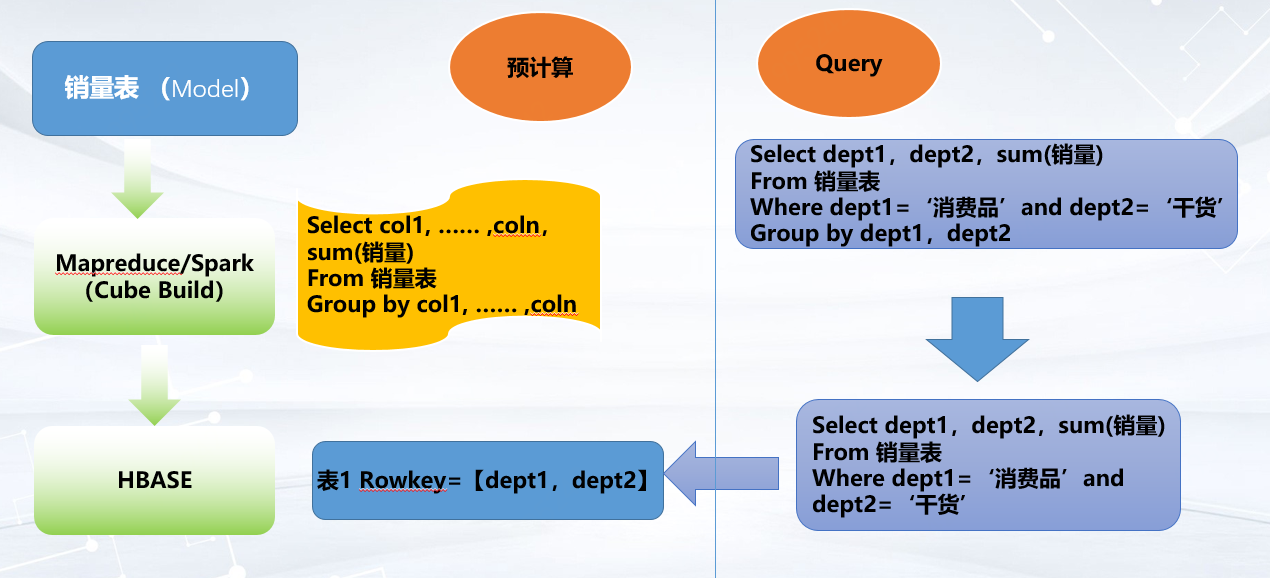 销量表 （Model）
预计算
Query
Mapreduce/Spark
（Cube Build）
Select col1, …… ,coln,
sum(销量)
From 销量表
Group by col1, …… ,coln
HBASE
表1 Rowkey=【dept1，dept2】
Select dept1，dept2，sum(销量)
From 销量表
Where dept1=‘消费品’and dept2=‘干货’
Group by dept1，dept2
Select dept1，dept2，sum(销量)
From 销量表
Where dept1=‘消费品’and
dept2=‘干货’